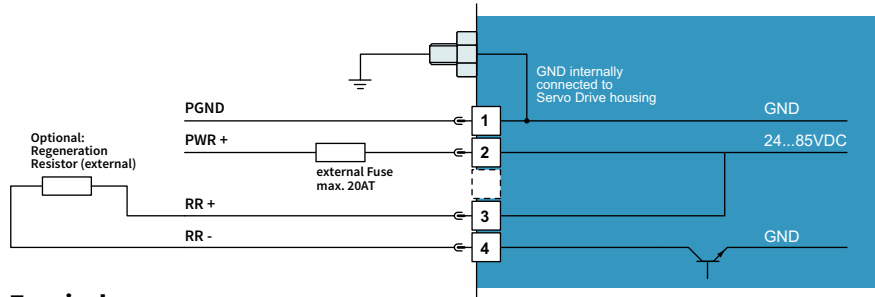 GND internally
connected to
Servo Drive housing
PGND
1
GND
PWR +
2
24...85VDC
Optional:
Regeneration
Resistor (external)
external Fuse
max. 20AT
RR +
3
RR -
4
GND